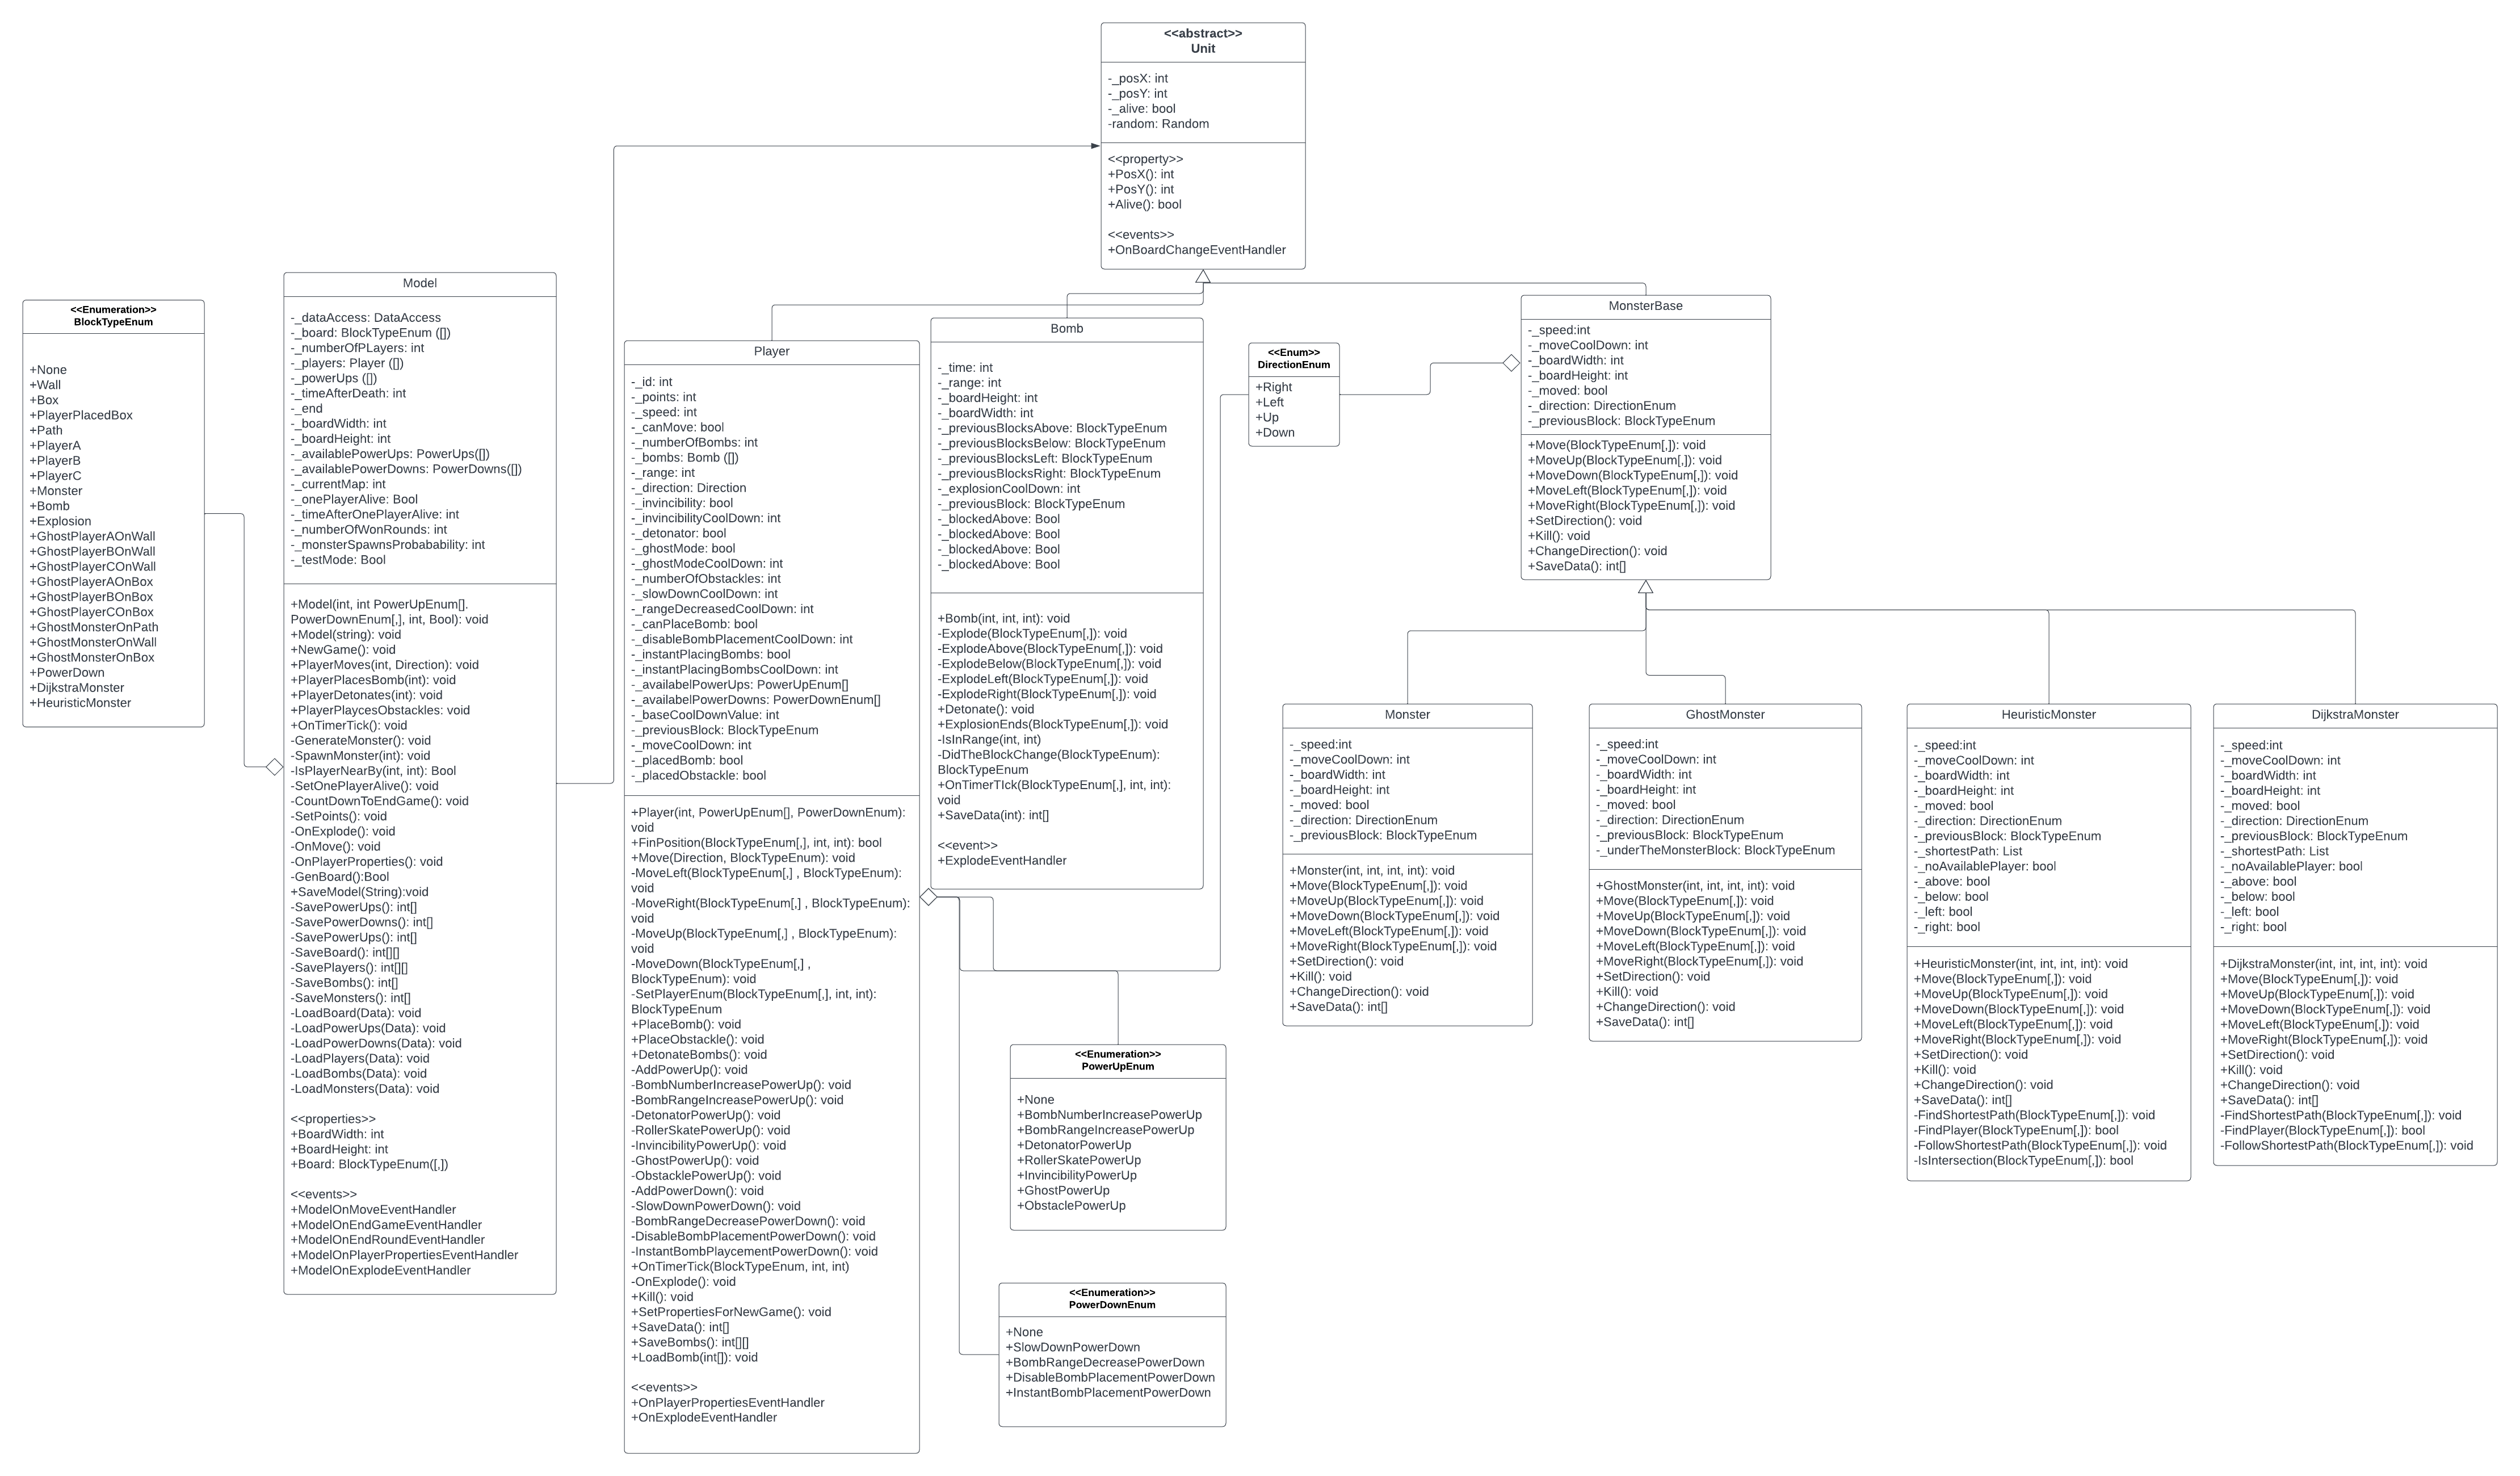 <<abstract>>
Unit
-_posX: int
-_posY: int
-_alive: bool
-random: Random
<<property>>
+PosX(): int
+PosY(): int
+Alive(): bool
<<events>>
+OnBoardChangeEventHandler
<<Enumeration>>
BlockTypeEnum
+None
+Wall
+Box
+PlayerPlacedBox
+Path
+PlayerA
+PlayerB
+PlayerC
+Monster
+Bomb
+Explosion
+GhostPlayerAOnWall
+GhostPlayerBOnWall
+GhostPlayerCOnWall
+GhostPlayerAOnBox
+GhostPlayerBOnBox
+GhostPlayerCOnBox
+GhostMonsterOnPath
+GhostMonsterOnWall
+GhostMonsterOnBox
+PowerDown
+DijkstraMonster
+HeuristicMonster
Model
-_dataAccess: DataAccess
-_board: BlockTypeEnum ([])
-_numberOfPLayers: int
-_players: Player ([])
-_powerUps ([])
-_timeAfterDeath: int
-_end
-_boardWidth: int
-_boardHeight: int
-_availablePowerUps: PowerUps([])
-_availablePowerDowns: PowerDowns([])
-_currentMap: int
-_onePlayerAlive: Bool
-_timeAfterOnePlayerAlive: int
-_numberOfWonRounds: int
-_monsterSpawnsProbabability: int
-_testMode: Bool
+Model(int, int PowerUpEnum[].
PowerDownEnum[,], int, Bool): void
+Model(string): void
+NewGame(): void
+PlayerMoves(int, Direction): void
+PlayerPlacesBomb(int): void
+PlayerDetonates(int): void
+PlayerPlaycesObstackles: void
+OnTimerTick(): void
-GenerateMonster(): void
-SpawnMonster(int): void
-IsPlayerNearBy(int, int): Bool
-SetOnePlayerAlive(): void
-CountDownToEndGame(): void
-SetPoints(): void
-OnExplode(): void
-OnMove(): void
-OnPlayerProperties(): void
-GenBoard():Bool
+SaveModel(String):void
-SavePowerUps(): int[]
-SavePowerDowns(): int[]
-SavePowerUps(): int[]
-SaveBoard(): int[][]
-SavePlayers(): int[][]
-SaveBombs(): int[]
-SaveMonsters(): int[]
-LoadBoard(Data): void
-LoadPowerUps(Data): void
-LoadPowerDowns(Data): void
-LoadPlayers(Data): void
-LoadBombs(Data): void
-LoadMonsters(Data): void
<<properties>>
+BoardWidth: int
+BoardHeight: int
+Board: BlockTypeEnum([,])
<<events>>
+ModelOnMoveEventHandler
+ModelOnEndGameEventHandler
+ModelOnEndRoundEventHandler
+ModelOnPlayerPropertiesEventHandler
+ModelOnExplodeEventHandler
Player
-_id: int
-_points: int
-_speed: int
-_canMove: bool
-_numberOfBombs: int
-_bombs: Bomb ([])
-_range: int
-_direction: Direction
-_invincibility: bool
-_invincibilityCoolDown: int
-_detonator: bool
-_ghostMode: bool
-_ghostModeCoolDown: int
-_numberOfObstackles: int
-_slowDownCoolDown: int
-_rangeDecreasedCoolDown: int
-_canPlaceBomb: bool
-_disableBombPlacementCoolDown: int
-_instantPlacingBombs: bool
-_instantPlacingBombsCoolDown: int
-_availabelPowerUps: PowerUpEnum[]
-_availabelPowerDowns: PowerDownEnum[]
-_baseCoolDownValue: int
-_previousBlock: BlockTypeEnum
-_moveCoolDown: int
-_placedBomb: bool
-_placedObstackle: bool
+Player(int, PowerUpEnum[], PowerDownEnum):
void
+FinPosition(BlockTypeEnum[,], int, int): bool
+Move(Direction, BlockTypeEnum): void
-MoveLeft(BlockTypeEnum[,] , BlockTypeEnum):
void
-MoveRight(BlockTypeEnum[,] , BlockTypeEnum):
void
-MoveUp(BlockTypeEnum[,] , BlockTypeEnum):
void
-MoveDown(BlockTypeEnum[,] ,
BlockTypeEnum): void
-SetPlayerEnum(BlockTypeEnum[,], int, int):
BlockTypeEnum
+PlaceBomb(): void
+PlaceObstackle(): void
+DetonateBombs(): void
-AddPowerUp(): void
-BombNumberIncreasePowerUp(): void
-BombRangeIncreasePowerUp(): void
-DetonatorPowerUp(): void
-RollerSkatePowerUp(): void
-InvincibilityPowerUp(): void
-GhostPowerUp(): void
-ObstaclePowerUp(): void
-AddPowerDown(): void
-SlowDownPowerDown(): void
-BombRangeDecreasePowerDown(): void
-DisableBombPlacementPowerDown(): void
-InstantBombPlaycementPowerDown(): void
+OnTimerTick(BlockTypeEnum, int, int)
-OnExplode(): void
+Kill(): void
+SetPropertiesForNewGame(): void
+SaveData(): int[]
+SaveBombs(): int[][]
+LoadBomb(int[]): void
<<events>>
+OnPlayerPropertiesEventHandler
+OnExplodeEventHandler
Bomb
-_time: int
-_range: int
-_boardHeight: int
-_boardWidth: int
-_previousBlocksAbove: BlockTypeEnum
-_previousBlocksBelow: BlockTypeEnum
-_previousBlocksLeft: BlockTypeEnum
-_previousBlocksRight: BlockTypeEnum
-_explosionCoolDown: int
-_previousBlock: BlockTypeEnum
-_blockedAbove: Bool
-_blockedAbove: Bool
-_blockedAbove: Bool
-_blockedAbove: Bool
+Bomb(int, int, int): void
-Explode(BlockTypeEnum[,]): void
-ExplodeAbove(BlockTypeEnum[,]): void
-ExplodeBelow(BlockTypeEnum[,]): void
-ExplodeLeft(BlockTypeEnum[,]): void
-ExplodeRight(BlockTypeEnum[,]): void
+Detonate(): void
+ExplosionEnds(BlockTypeEnum[,]): void
-IsInRange(int, int)
-DidTheBlockChange(BlockTypeEnum):
BlockTypeEnum
+OnTimerTIck(BlockTypeEnum[,], int, int):
void
+SaveData(int): int[]
<<event>>
+ExplodeEventHandler
<<Enum>>
DirectionEnum
+Right
+Left
+Up
+Down
MonsterBase
-_speed:int
-_moveCoolDown: int
-_boardWidth: int
-_boardHeight: int
-_moved: bool
-_direction: DirectionEnum
-_previousBlock: BlockTypeEnum
+Move(BlockTypeEnum[,]): void
+MoveUp(BlockTypeEnum[,]): void
+MoveDown(BlockTypeEnum[,]): void
+MoveLeft(BlockTypeEnum[,]): void
+MoveRight(BlockTypeEnum[,]): void
+SetDirection(): void
+Kill(): void
+ChangeDirection(): void
+SaveData(): int[]
Monster
-_speed:int
-_moveCoolDown: int
-_boardWidth: int
-_boardHeight: int
-_moved: bool
-_direction: DirectionEnum
-_previousBlock: BlockTypeEnum
+Monster(int, int, int, int): void
+Move(BlockTypeEnum[,]): void
+MoveUp(BlockTypeEnum[,]): void
+MoveDown(BlockTypeEnum[,]): void
+MoveLeft(BlockTypeEnum[,]): void
+MoveRight(BlockTypeEnum[,]): void
+SetDirection(): void
+Kill(): void
+ChangeDirection(): void
+SaveData(): int[]
GhostMonster
-_speed:int
-_moveCoolDown: int
-_boardWidth: int
-_boardHeight: int
-_moved: bool
-_direction: DirectionEnum
-_previousBlock: BlockTypeEnum
-_underTheMonsterBlock: BlockTypeEnum
+GhostMonster(int, int, int, int): void
+Move(BlockTypeEnum[,]): void
+MoveUp(BlockTypeEnum[,]): void
+MoveDown(BlockTypeEnum[,]): void
+MoveLeft(BlockTypeEnum[,]): void
+MoveRight(BlockTypeEnum[,]): void
+SetDirection(): void
+Kill(): void
+ChangeDirection(): void
+SaveData(): int[]
HeuristicMonster
-_speed:int
-_moveCoolDown: int
-_boardWidth: int
-_boardHeight: int
-_moved: bool
-_direction: DirectionEnum
-_previousBlock: BlockTypeEnum
-_shortestPath: List
-_noAvailablePlayer: bool
-_above: bool
-_below: bool
-_left: bool
-_right: bool
+HeuristicMonster(int, int, int, int): void
+Move(BlockTypeEnum[,]): void
+MoveUp(BlockTypeEnum[,]): void
+MoveDown(BlockTypeEnum[,]): void
+MoveLeft(BlockTypeEnum[,]): void
+MoveRight(BlockTypeEnum[,]): void
+SetDirection(): void
+Kill(): void
+ChangeDirection(): void
+SaveData(): int[]
-FindShortestPath(BlockTypeEnum[,]): void
-FindPlayer(BlockTypeEnum[,]): bool
-FollowShortestPath(BlockTypeEnum[,]): void
-IsIntersection(BlockTypeEnum[,]): bool
DijkstraMonster
-_speed:int
-_moveCoolDown: int
-_boardWidth: int
-_boardHeight: int
-_moved: bool
-_direction: DirectionEnum
-_previousBlock: BlockTypeEnum
-_shortestPath: List
-_noAvailablePlayer: bool
-_above: bool
-_below: bool
-_left: bool
-_right: bool
+DijkstraMonster(int, int, int, int): void
+Move(BlockTypeEnum[,]): void
+MoveUp(BlockTypeEnum[,]): void
+MoveDown(BlockTypeEnum[,]): void
+MoveLeft(BlockTypeEnum[,]): void
+MoveRight(BlockTypeEnum[,]): void
+SetDirection(): void
+Kill(): void
+ChangeDirection(): void
+SaveData(): int[]
-FindShortestPath(BlockTypeEnum[,]): void
-FindPlayer(BlockTypeEnum[,]): bool
-FollowShortestPath(BlockTypeEnum[,]): void
<<Enumeration>>
PowerUpEnum
+None
+BombNumberIncreasePowerUp
+BombRangeIncreasePowerUp
+DetonatorPowerUp
+RollerSkatePowerUp
+InvincibilityPowerUp
+GhostPowerUp
+ObstaclePowerUp
<<Enumeration>>
PowerDownEnum
+None
+SlowDownPowerDown
+BombRangeDecreasePowerDown
+DisableBombPlacementPowerDown
+InstantBombPlacementPowerDown